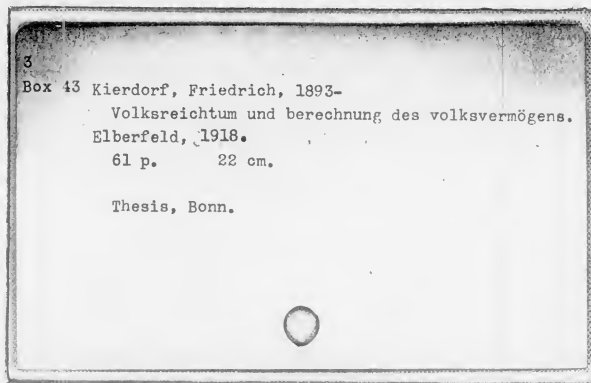 3
Box 43 Kierdorf, Friedrich, 1893-
Volksreichtum und berechnung des volksvermögens.
Elberfeld, 1918.
61 p. 22 cm.
Thesis, Bonn.